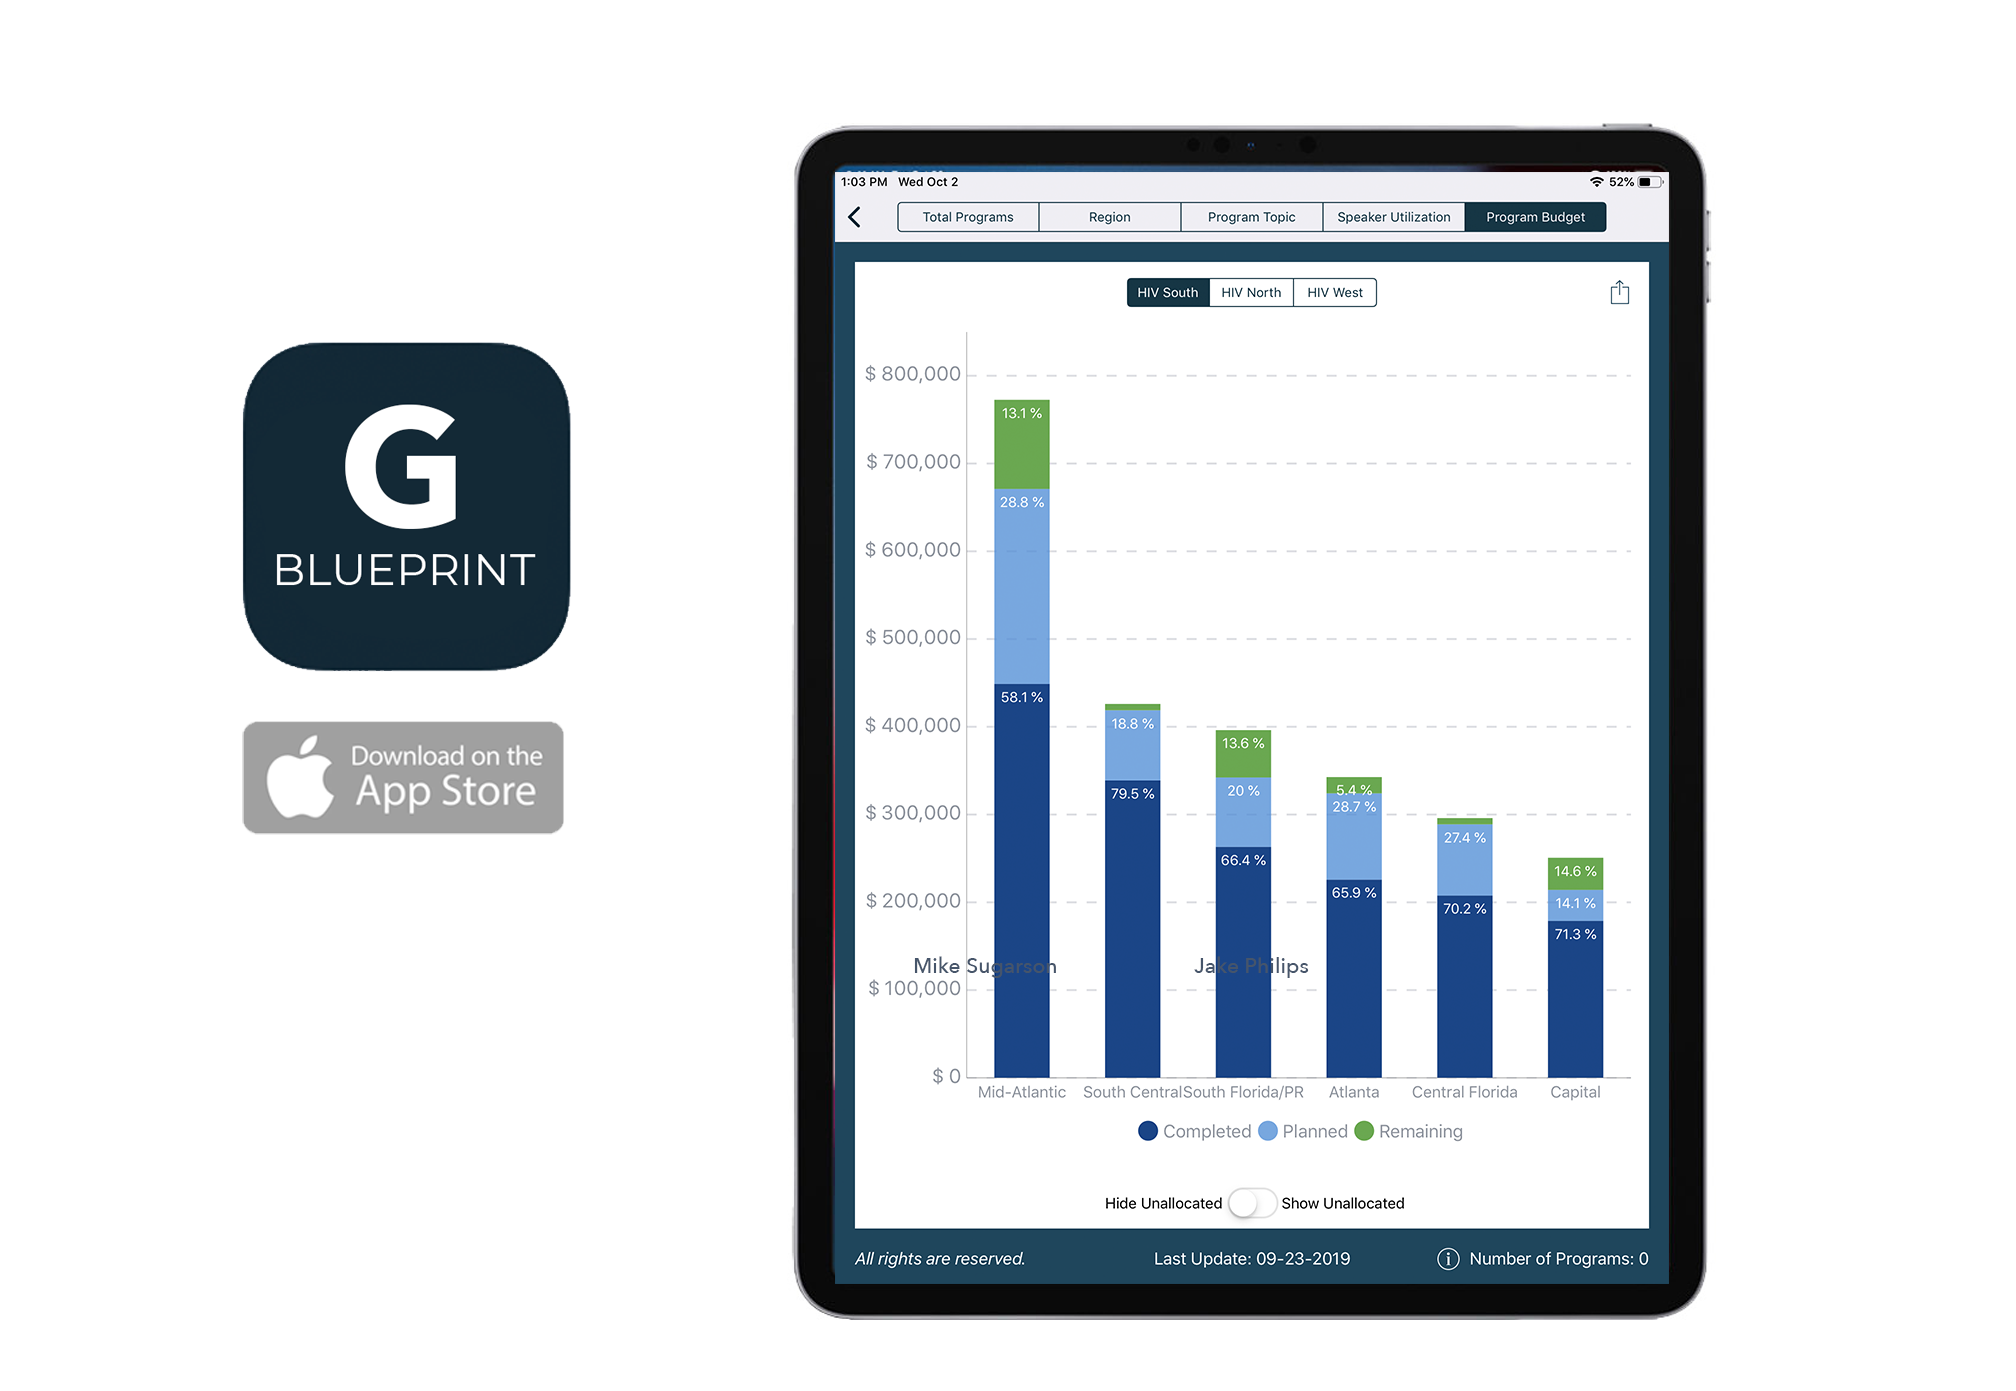 G
BLUEPRINT
Download on the
App Store
1:03 PM Wed Oct 2
52%
Total Programs Region Program Topic Speaker Utilization Program Budget
HIV South HIV North HIV West
$ 800,000
$ 700,000
$ 600,000
$ 500,000
$ 400,000
$ 300,000
$ 200,000
$ 100,000
$ 0
13.1 %
28.8 %
58.1 %
18.8 %
79.5 %
13.6 %
20 %
66.4 %
5.4 %
28.7 %
65.9 %
27.4 %
70.2 %
14.6 %
14.1 %
71.3 %
Mike Sugarson Jake Philips
Mid-Atlantic South Central South Florida/PR Atlanta Central Florida Capital
Completed Planned Remaining
Hide Unallocated Show Unallocated
All rights are reserved. Last Update: 09-23-2019 Number of Programs: 0